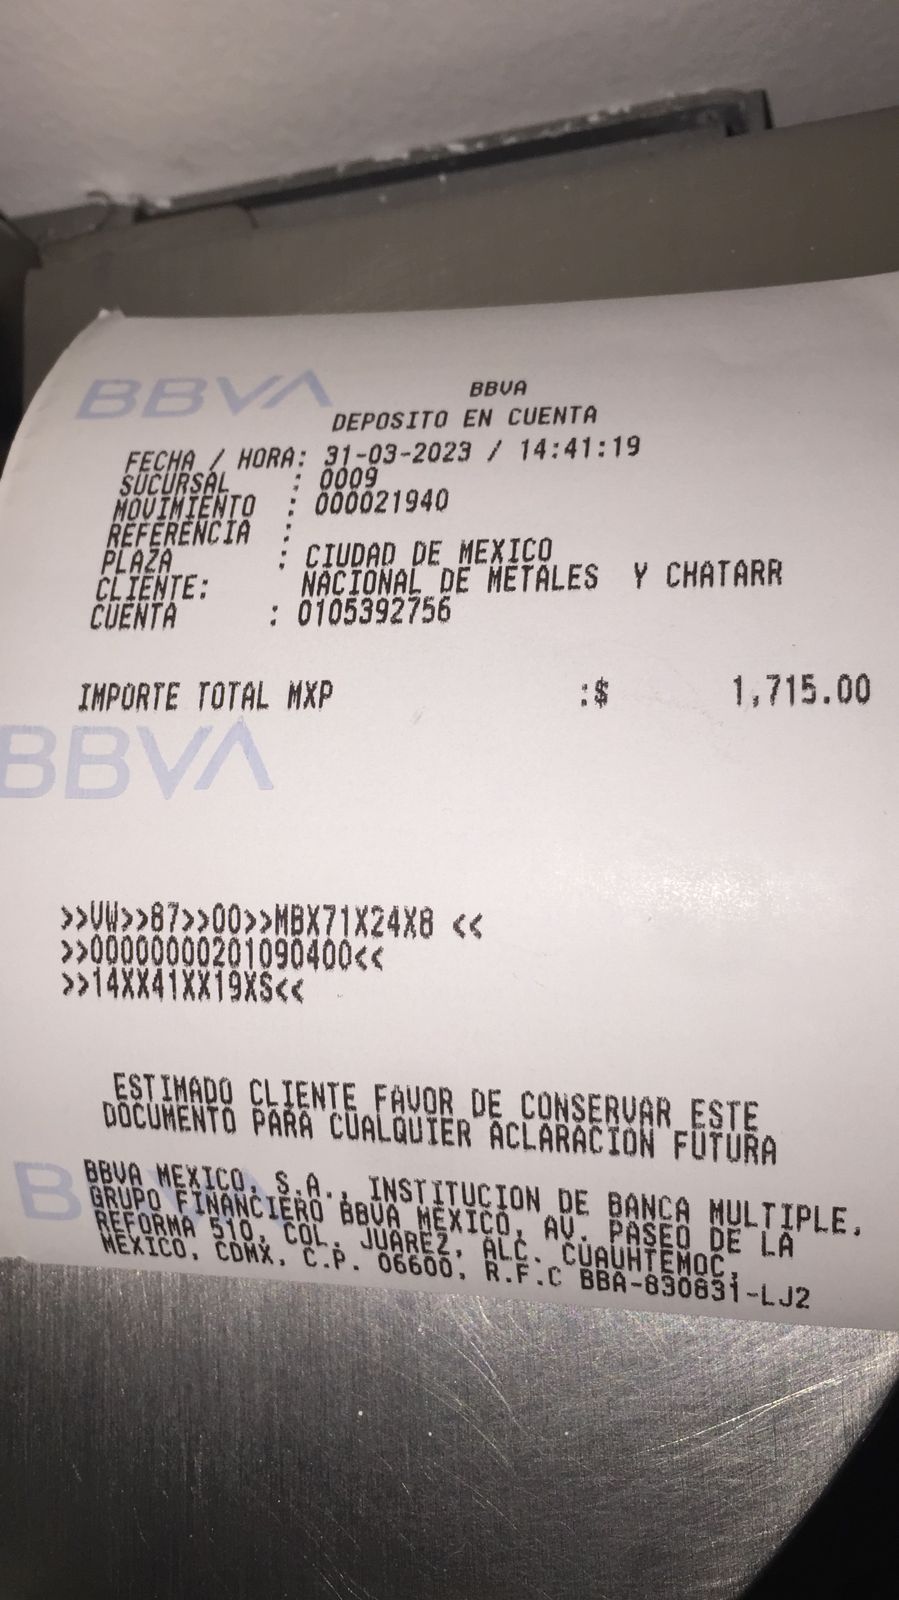 BBVA
BBVA
DEPOSITO EN CUENTA
FECHA / HORA: 31-03-2023 / 14:41:19
SUCURSAL : 0009
MOVIMIENTO : 000021940
REFERENCIA :
PLAZA : CIUDAD DE MEXICO
CLIENTE: NACIONAL DE METALES Y CHATARR
CUENTA : 0105392756
IMPORTE TOTAL MXP :$ 1,715.00
BBVA
>>VW>>87>>00>>MBX71X24X8 <<
>>00000000201090400<<
>>14XX41XX19XS<<
ESTIMADO CLIENTE FAVOR DE CONSERVAR ESTE
DOCUMENTO PARA CUALQUIER ACLARACION FUTURA
BBVA MEXICO, S.A., INSTITUCION DE BANCA MULTIPLE,
GRUPO FINANCIERO BBVA MEXICO, AV. PASEO DE LA
REFORMA 510, COL. JUAREZ, ALC. CUAUHTEMOC,
MEXICO, CDMX, C.P. 06600, R.F.C BBA-830831-LJ2